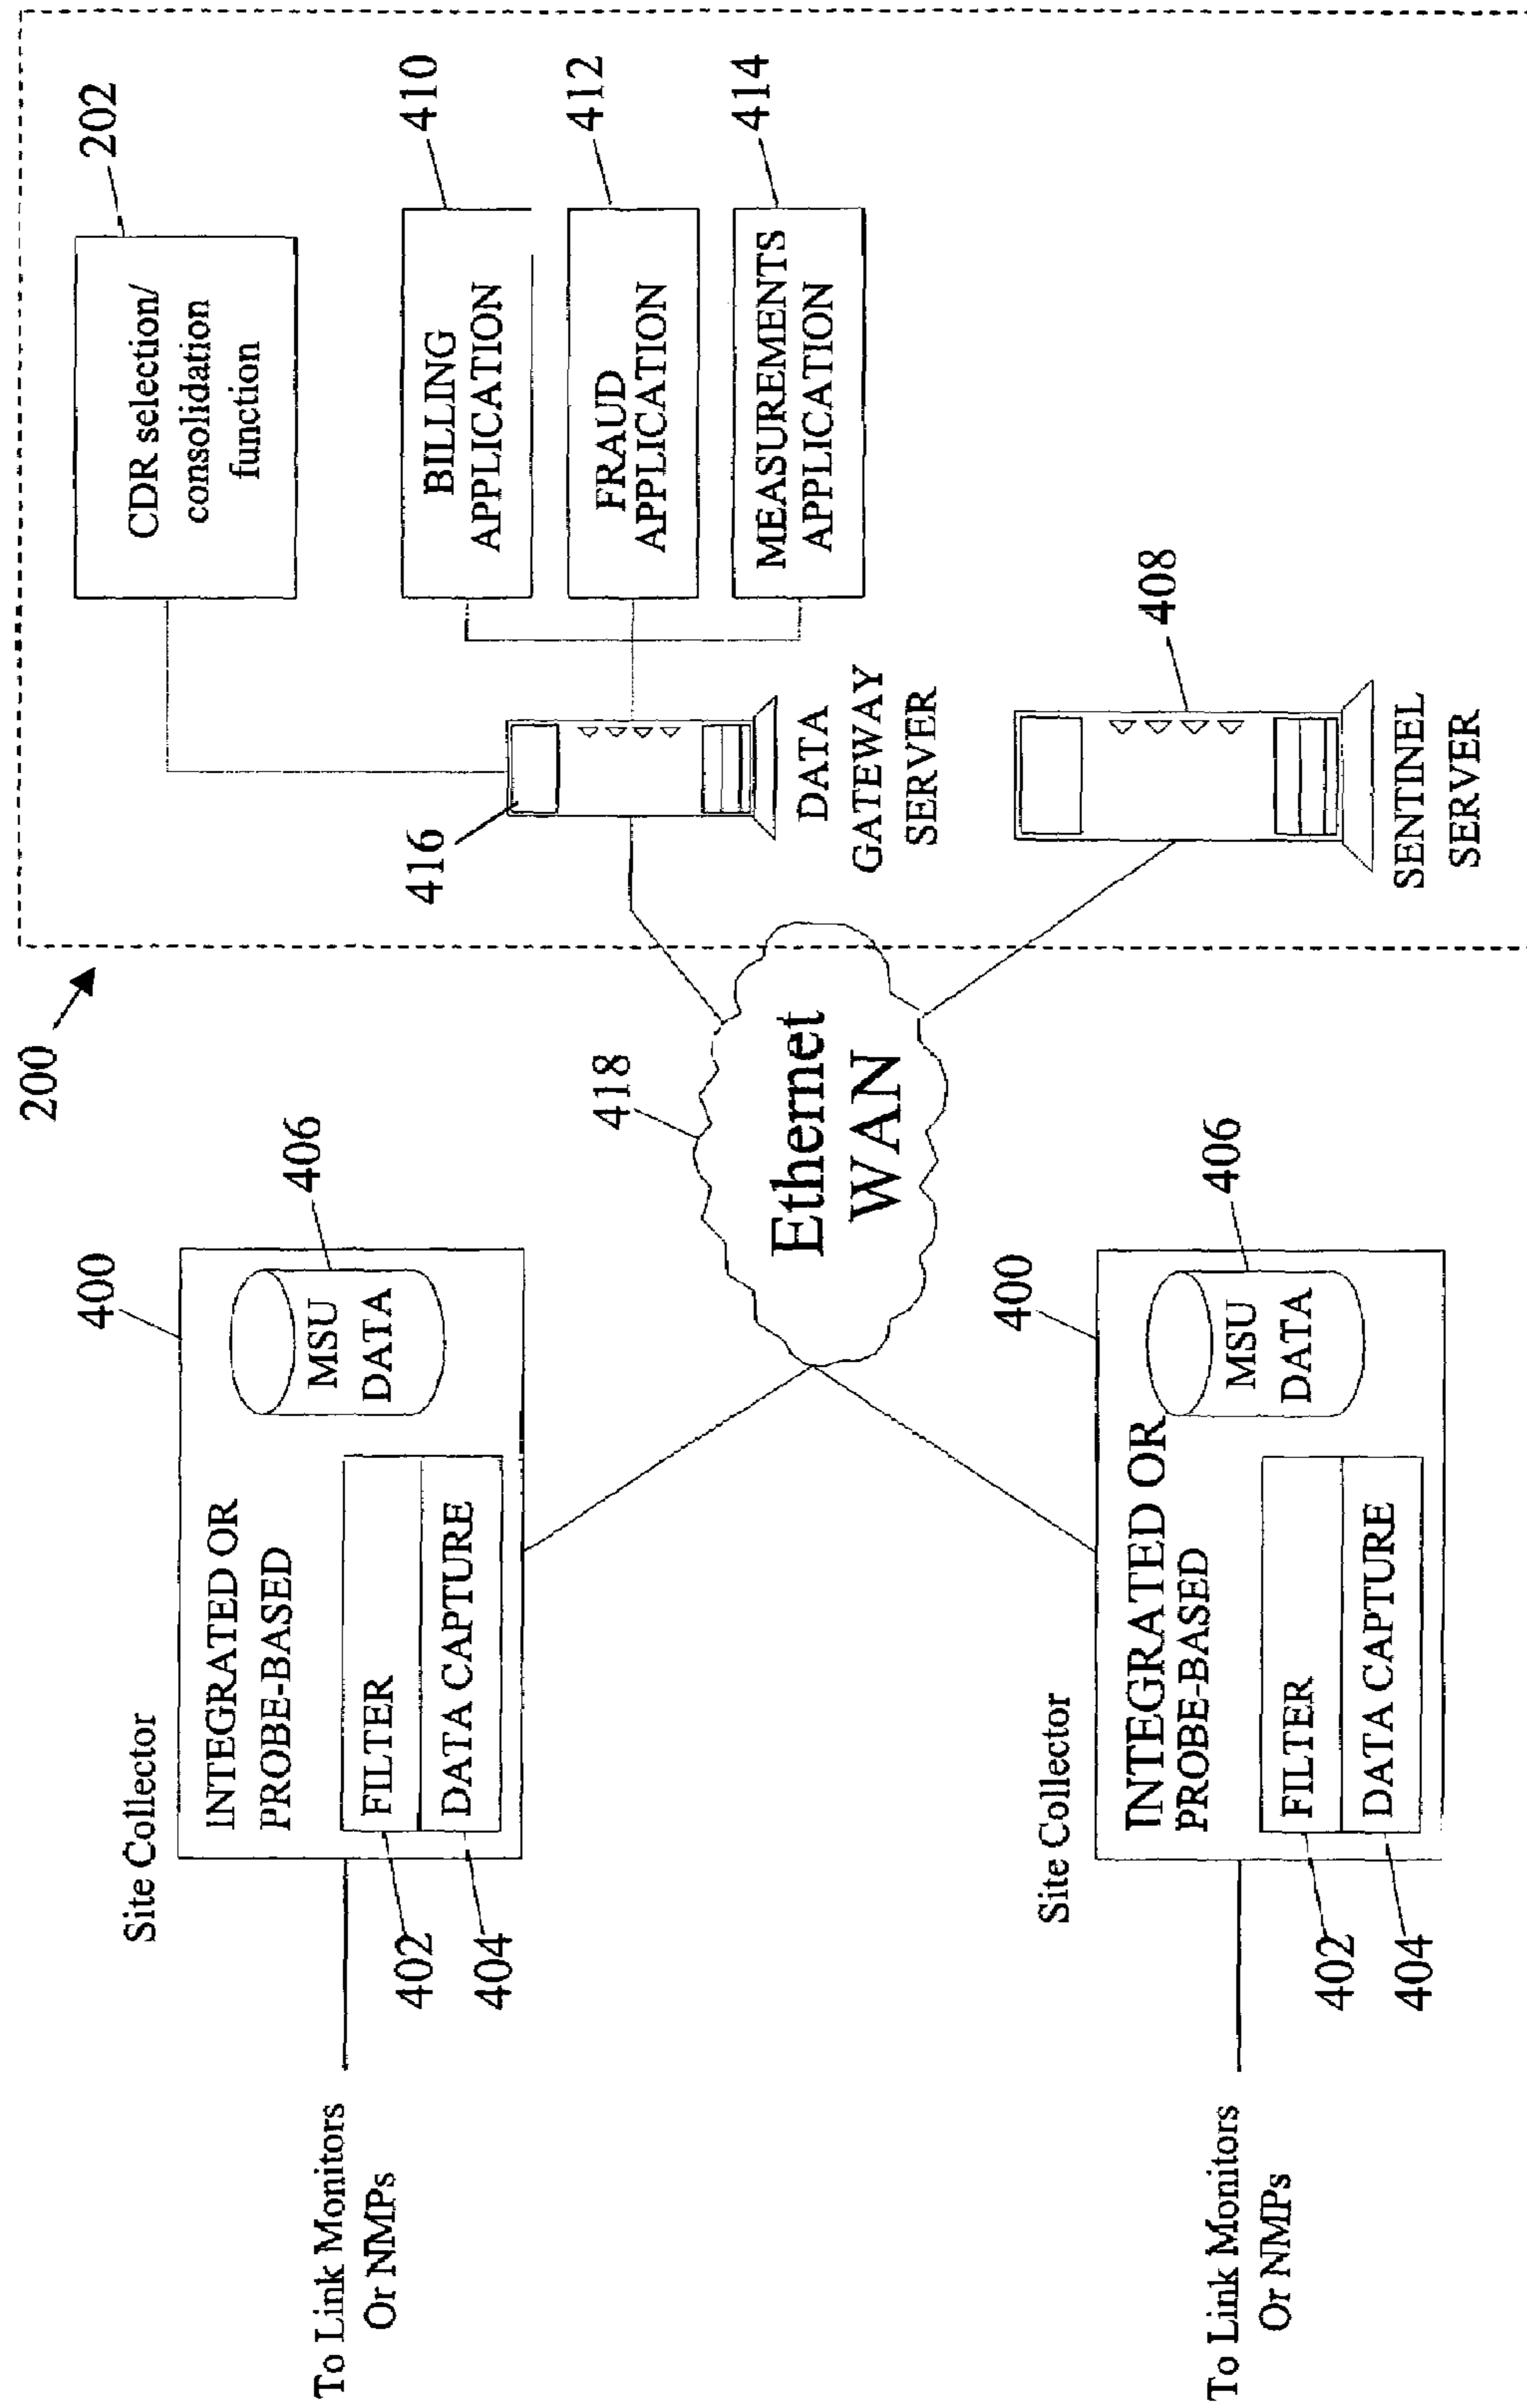 200
202
CDR selection/
consolidation
function
410
BILLING
APPLICATION
412
FRAUD
APPLICATION
414
MEASUREMENTS
APPLICATION
416
DATA
GATEWAY
SERVER
408
SENTINEL
SERVER
418
Ethernet
WAN
Site Collector
400
INTEGRATED OR
PROBE-BASED
406
MSU
DATA
FILTER
DATA CAPTURE
402
404
To Link Monitors
Or NMPs
Site Collector
400
INTEGRATED OR
PROBE-BASED
406
MSU
DATA
FILTER
DATA CAPTURE
402
404
To Link Monitors
Or NMPs